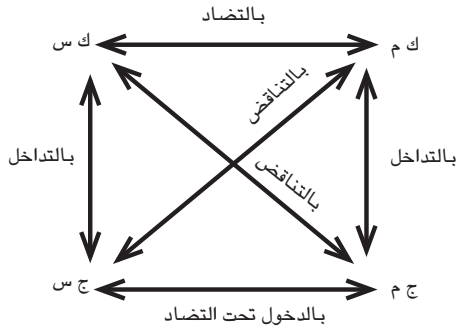 بالتضاد
ك م
ك س
بالتناقض
بالتداخل
بالتداخل
بالتناقض
ج م
ج س
بالدخول تحت التضاد